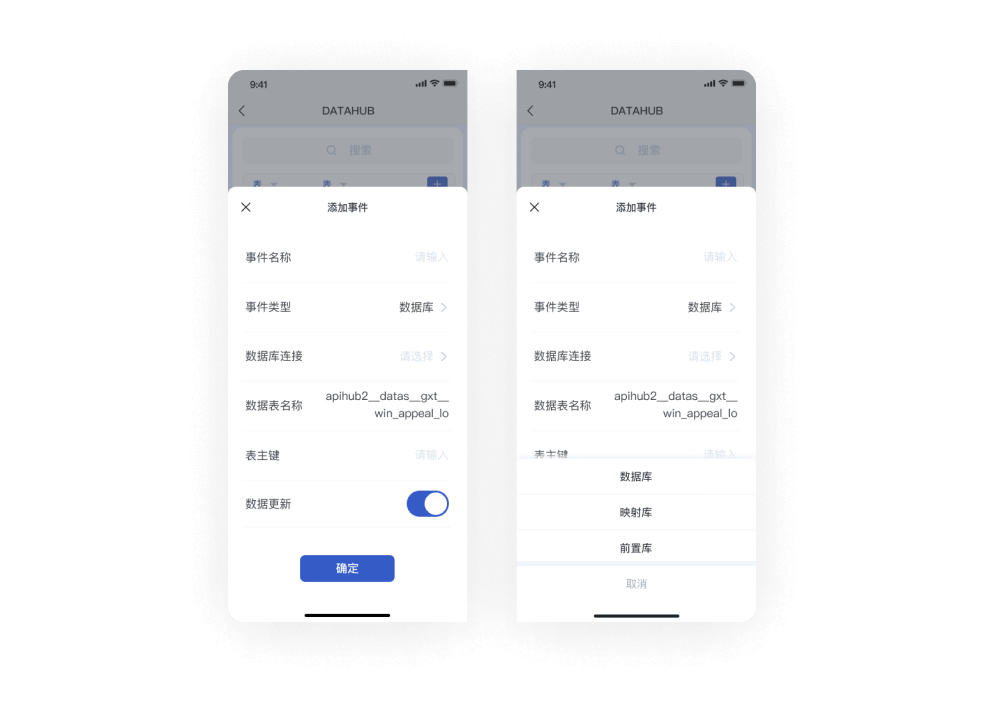 9:41
DATAHUB
搜索
表 表
添加事件
事件名称 请输入
事件类型 数据库
数据库连接 请选择
数据表名称 apihub2__datas__gxt__
win_appeal_lo
表主键 请输入
数据更新
确定
9:41
DATAHUB
搜索
表 表
添加事件
事件名称 请输入
事件类型 数据库
数据库连接 请选择
数据表名称 apihub2__datas__gxt__
win_appeal_lo
表主键 请输入
数据库
映射库
前置库
取消